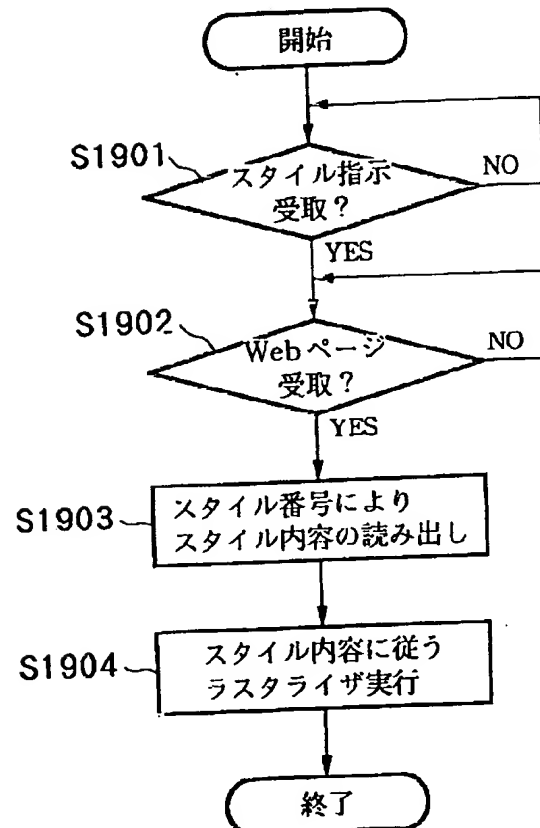 開始
S1901
スタイル指示
受取?
NO
YES
S1902
Webページ
受取?
NO
YES
S1903
スタイル番号により
スタイル内容の読み出し
S1904
スタイル内容に従う
ラスタライザ実行
終了